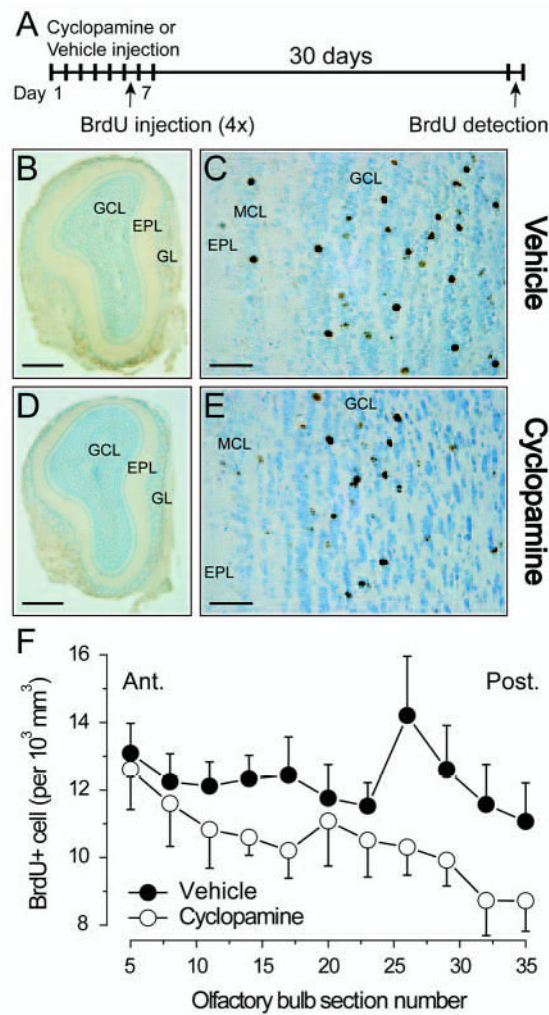 A
Cyclopamine or
Vehicle injection
30 days
Day 1
7
BrdU injection (4x)
BrdU detection
B
GCL
EPL
GL
C
GCL
MCL
EPL
Vehicle
D
GCL
EPL
GL
E
GCL
MCL
EPL
Cyclopamine
F
16
14
12
10
8
BrdU+ cell (per 10³ mm³)
Ant.
Post.
Vehicle
Cyclopamine
5 10 15 20 25 30 35
Olfactory bulb section number